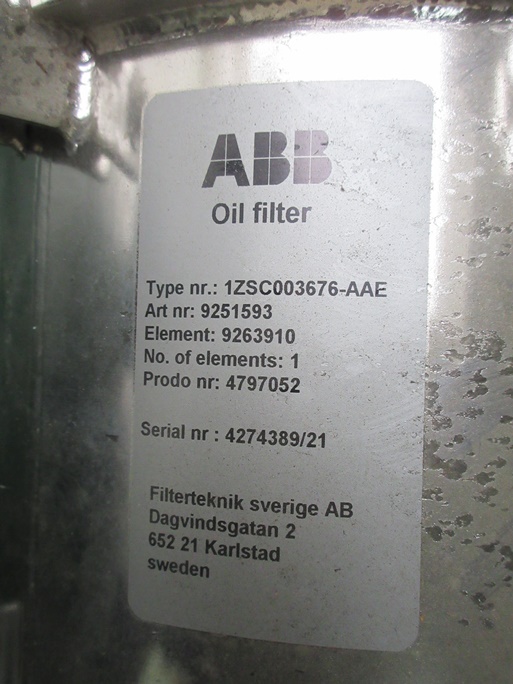 ABB
Oil filter
Type nr.: 1ZSC003676-AAE
Art nr: 9251593
Element: 9263910
No. of elements: 1
Prodo nr: 4797052
Serial nr : 4274389/21
Filterteknik sverige AB
Dagvindsgatan 2
652 21 Karlstad
sweden